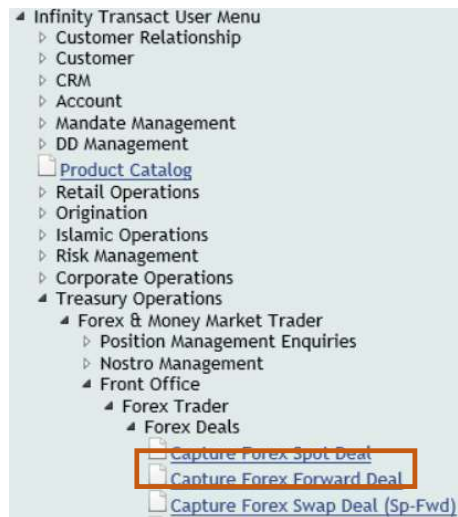 Infinity Transact User Menu
Customer Relationship
Customer
CRM
Account
Mandate Management
DD Management
Product Catalog
Retail Operations
Origination
Islamic Operations
Risk Management
Corporate Operations
Treasury Operations
Forex & Money Market Trader
Position Management Enquiries
Nostro Management
Front Office
Forex Trader
Forex Deals
Capture Forex Spot Deal
Capture Forex Forward Deal
Capture Forex Swap Deal (Sp-Fwd)